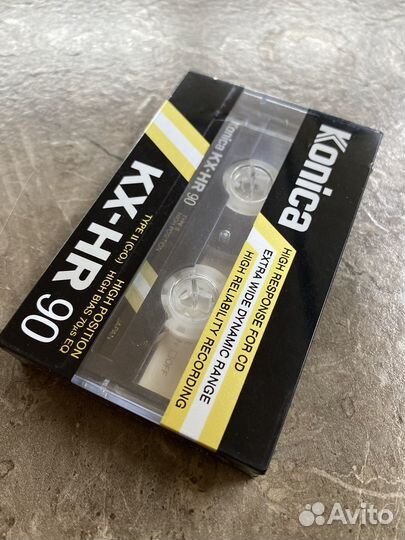 Konica
HIGH RESPONSE FOR CD
EXTRA WIDE DYNAMIC RANGE
HIGH RELIABILITY RECORDING
Konica KX-HR 90
KX-HR 90
TYPE II (CrO₂) HIGH POSITION
HIGH BIAS 70μs EQ
Avito